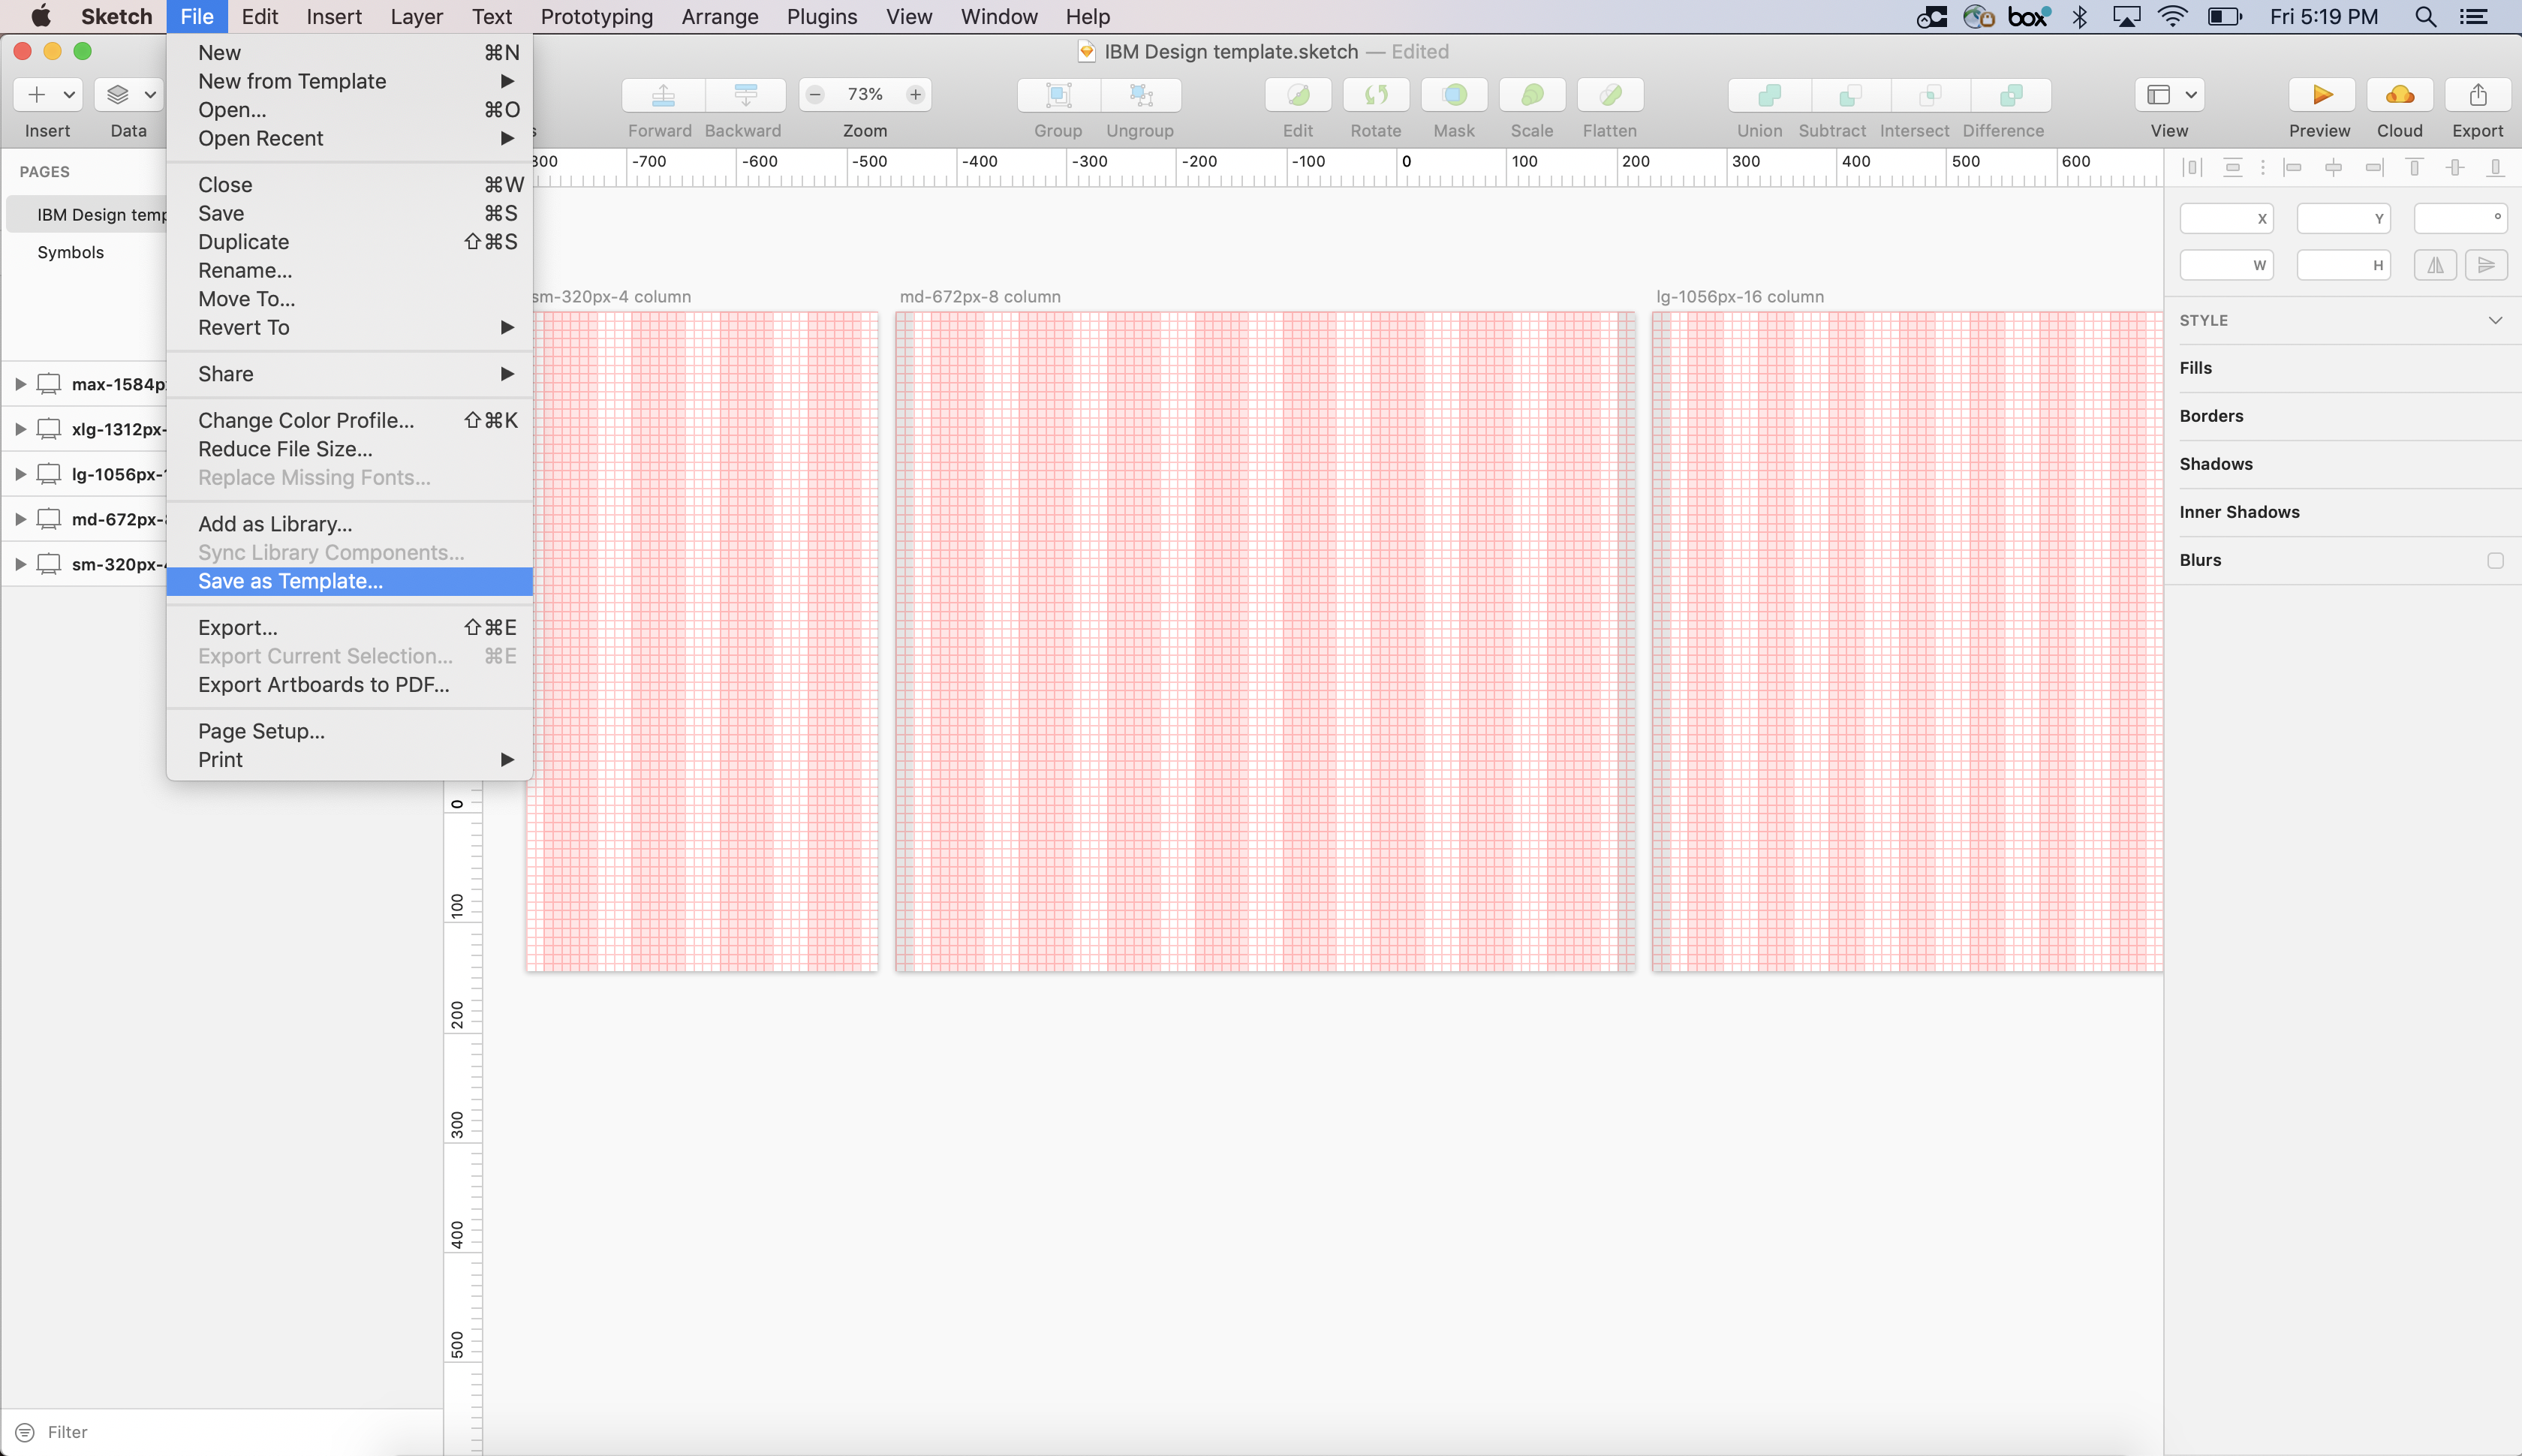 Sketch File Edit Insert Layer Text Prototyping Arrange Plugins View Window Help box Fri 5:19 PM
IBM Design template.sketch — Edited
New ⌘N
New from Template
Open... ⌘O
Open Recent
Close ⌘W
Save ⌘S
Duplicate ⇧⌘S
Rename...
Move To...
Revert To
Share
Change Color Profile... ⇧⌘K
Reduce File Size...
Replace Missing Fonts...
Add as Library...
Sync Library Components...
Save as Template...
Export... ⇧⌘E
Export Current Selection... ⌘E
Export Artboards to PDF...
Page Setup...
Print
73%
Insert Data s Forward Backward Zoom Group Ungroup Edit Rotate Mask Scale Flatten Union Subtract Intersect Difference View Preview Cloud Export
PAGES
IBM Design temp
Symbols
max-1584p
xlg-1312px-
lg-1056px-
md-672px-
sm-320px-
Filter
300 -700 -600 -500 -400 -300 -200 -100 0 100 200 300 400 500 600
sm-320px-4 column
md-672px-8 column
lg-1056px-16 column
0
100
200
300
400
500
X Y °
W H
STYLE
Fills
Borders
Shadows
Inner Shadows
Blurs